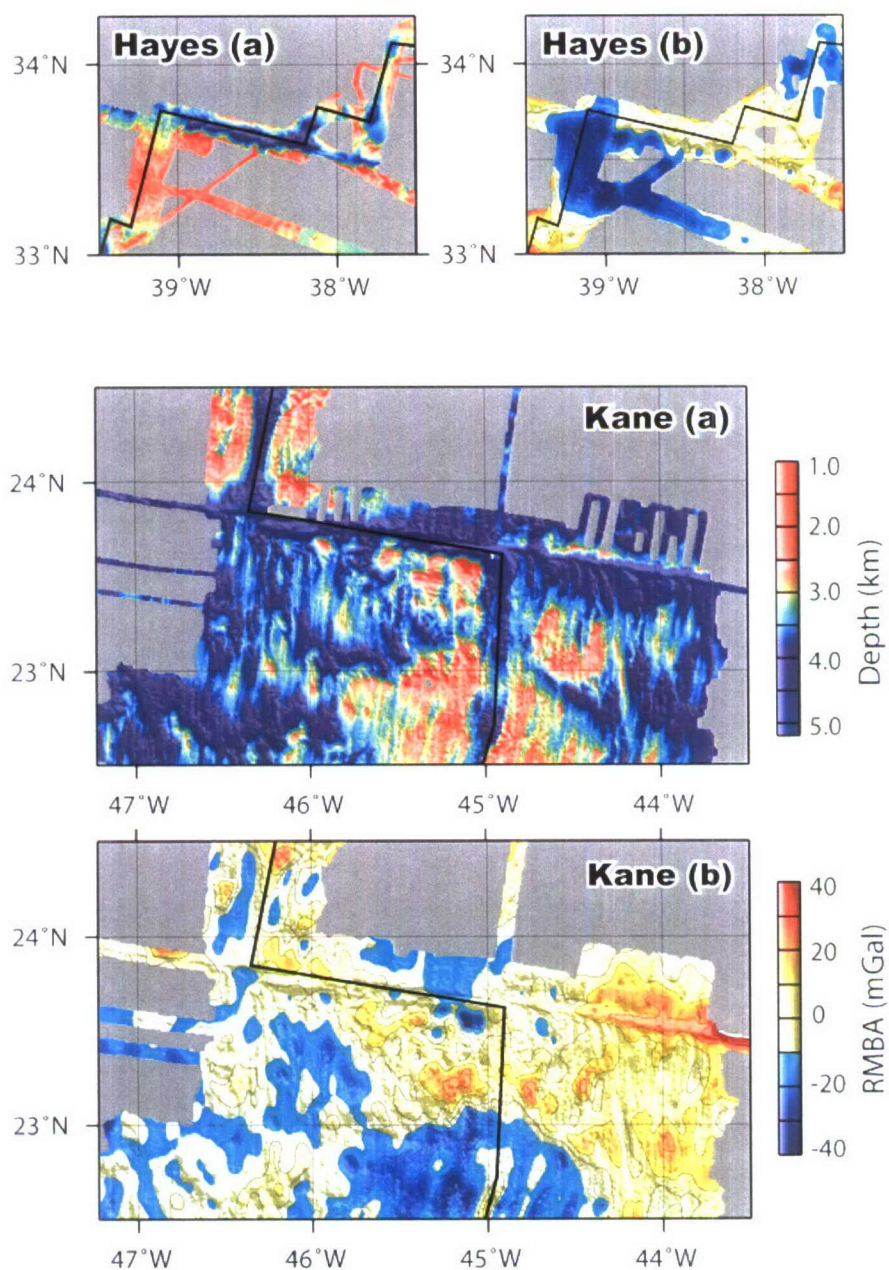 Hayes (a)
Hayes (b)
34°N
34°N
33°N
33°N
39°W
38°W
39°W
38°W
Kane (a)
24°N
23°N
47°W
46°W
45°W
44°W
1.0
2.0
3.0
4.0
5.0
Depth (km)
Kane (b)
24°N
23°N
47°W
46°W
45°W
44°W
40
20
0
-20
-40
RMBA (mGal)